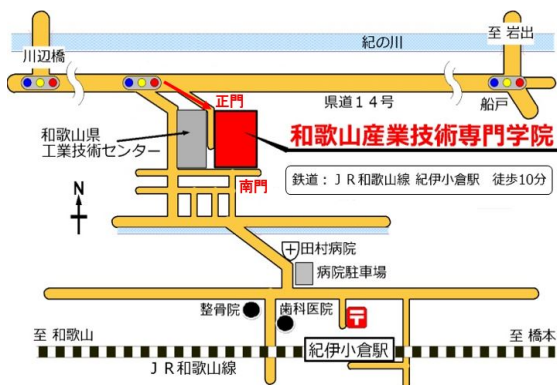 至 岩出
紀の川
川辺橋
正門
県道14号
船戸
和歌山県
工業技術センター
和歌山産業技術専門学院
鉄道：ＪＲ和歌山線 紀伊小倉駅 徒歩10分
南門
N
田村病院
病院駐車場
整骨院
歯科医院
〒
至 和歌山
紀伊小倉駅
至 橋本
ＪＲ和歌山線